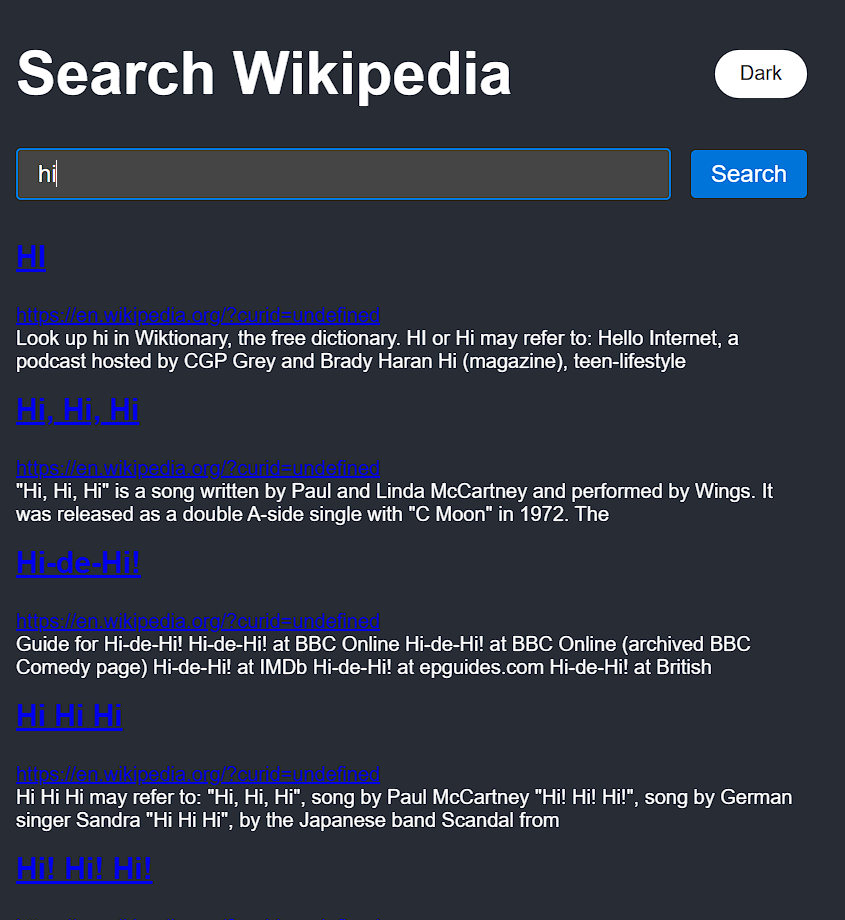 Search Wikipedia
Dark
hi
Search
HI
https://en.wikipedia.org/?curid=undefined
Look up hi in Wiktionary, the free dictionary. HI or Hi may refer to: Hello Internet, a
podcast hosted by CGP Grey and Brady Haran Hi (magazine), teen-lifestyle
Hi, Hi, Hi
https://en.wikipedia.org/?curid=undefined
"Hi, Hi, Hi" is a song written by Paul and Linda McCartney and performed by Wings. It
was released as a double A-side single with "C Moon" in 1972. The
Hi-de-Hi!
https://en.wikipedia.org/?curid=undefined
Guide for Hi-de-Hi! Hi-de-Hi! at BBC Online Hi-de-Hi! at BBC Online (archived BBC
Comedy page) Hi-de-Hi! at IMDb Hi-de-Hi! at epguides.com Hi-de-Hi! at British
Hi Hi Hi
https://en.wikipedia.org/?curid=undefined
Hi Hi Hi may refer to: "Hi, Hi, Hi", song by Paul McCartney "Hi! Hi! Hi!", song by German
singer Sandra "Hi Hi Hi", by the Japanese band Scandal from
Hi! Hi! Hi!